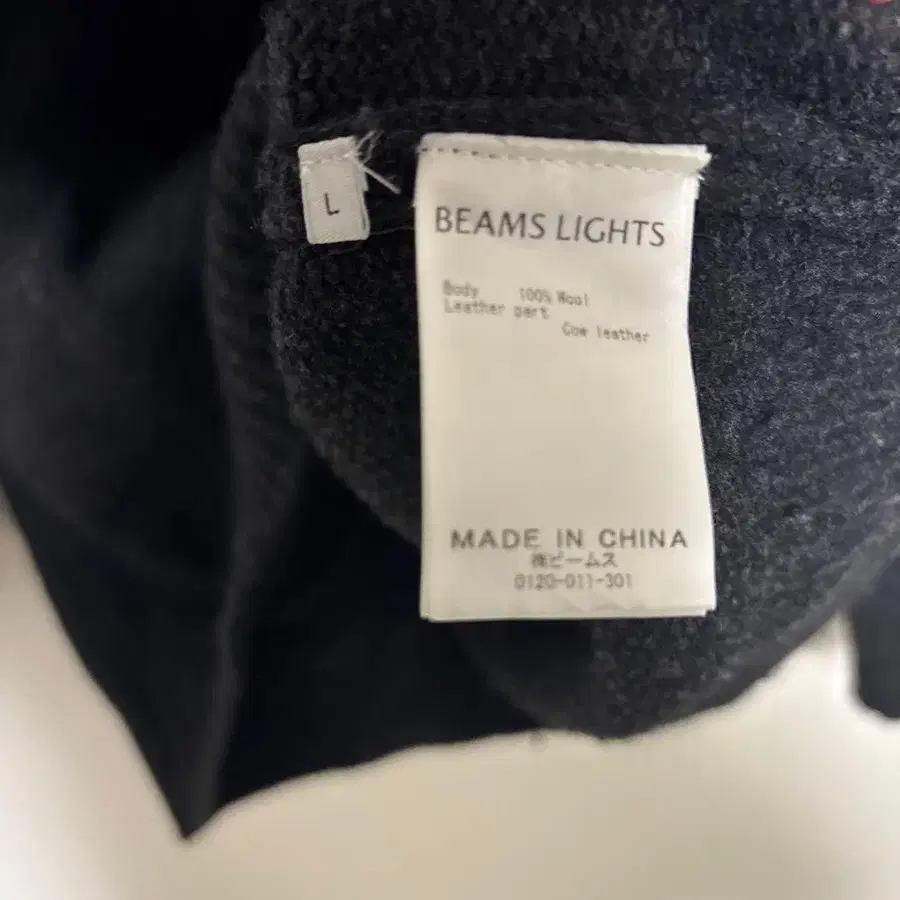 L
BEAMS LIGHTS
Body 100% Wool
Leather part
Cow leather
MADE IN CHINA
㈱ビームス
0120-011-301